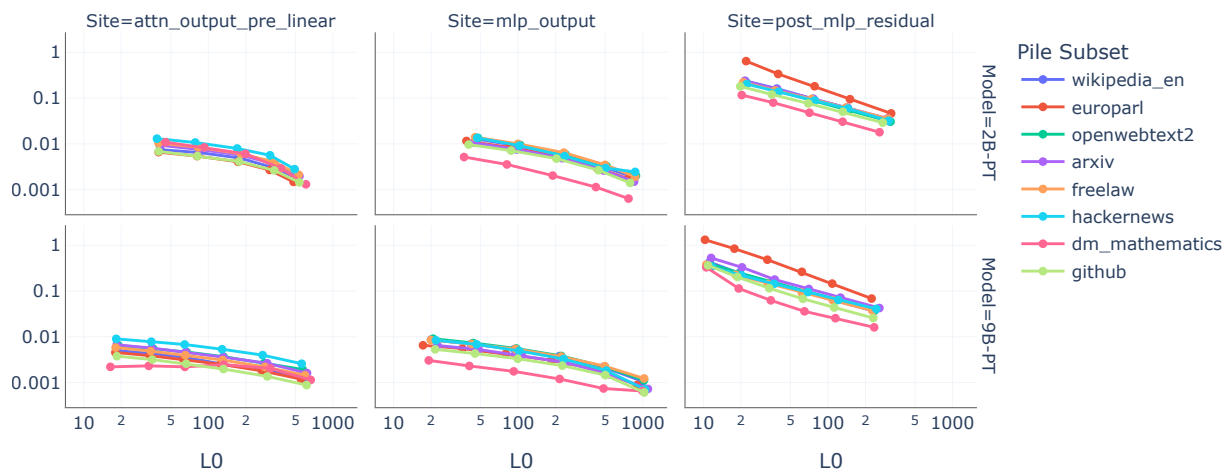 Site=attn_output_pre_linear Site=mlp_output Site=post_mlp_residual
Pile Subset
wikipedia_en
europarl
openwebtext2
arxiv
freelaw
hackernews
dm_mathematics
github
1
0.1
0.01
0.001
Model=2B-PT
1
0.1
0.01
0.001
Model=9B-PT
10 2 5 100 2 5 1000 10 2 5 100 2 5 1000 10 2 5 100 2 5 1000
L0 L0 L0